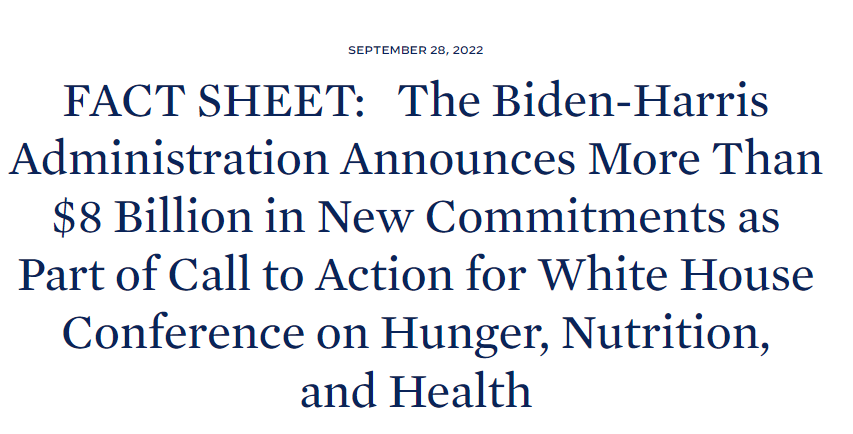 SEPTEMBER 28, 2022
FACT SHEET:   The Biden-Harris
Administration Announces More Than
$8 Billion in New Commitments as
Part of Call to Action for White House
Conference on Hunger, Nutrition,
and Health